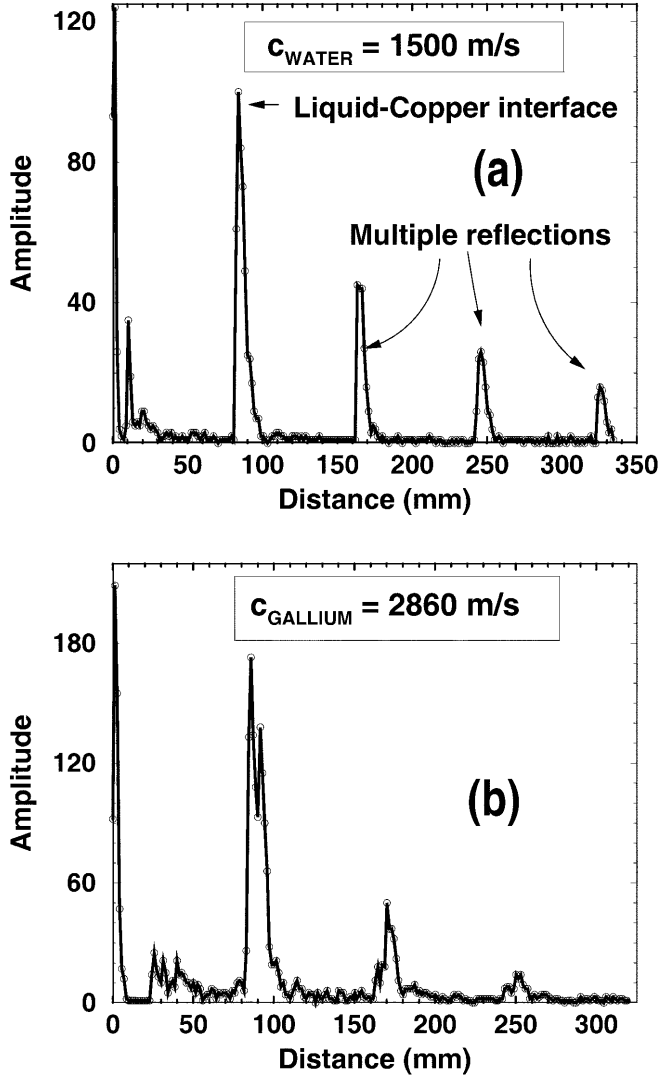 120
80
40
0
Amplitude
c_WATER = 1500 m/s
Liquid-Copper interface
(a)
Multiple reflections
0 50 100 150 200 250 300 350
Distance (mm)
180
120
60
0
Amplitude
c_GALLIUM = 2860 m/s
(b)
0 50 100 150 200 250 300
Distance (mm)